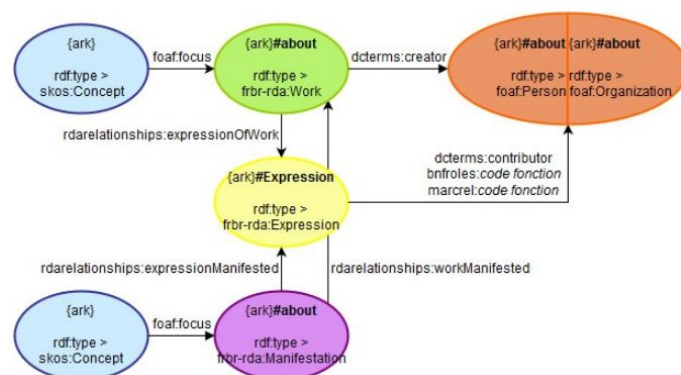 {ark}
rdf:type >
skos:Concept
foaf:focus
{ark}#about
rdf:type >
frbr-rda:Work
dcterms:creator
{ark}#about {ark}#about
rdf:type > rdf:type >
foaf:Person foaf:Organization
rdarelationships:expressionOfWork
{ark}#Expression
rdf:type >
frbr-rda:Expression
dcterms:contributor
bnfroles:code fonction
marcrel:code fonction
rdarelationships:expressionManifested
rdarelationships:workManifested
{ark}
rdf:type >
skos:Concept
foaf:focus
{ark}#about
rdf:type >
frbr-rda:Manifestation